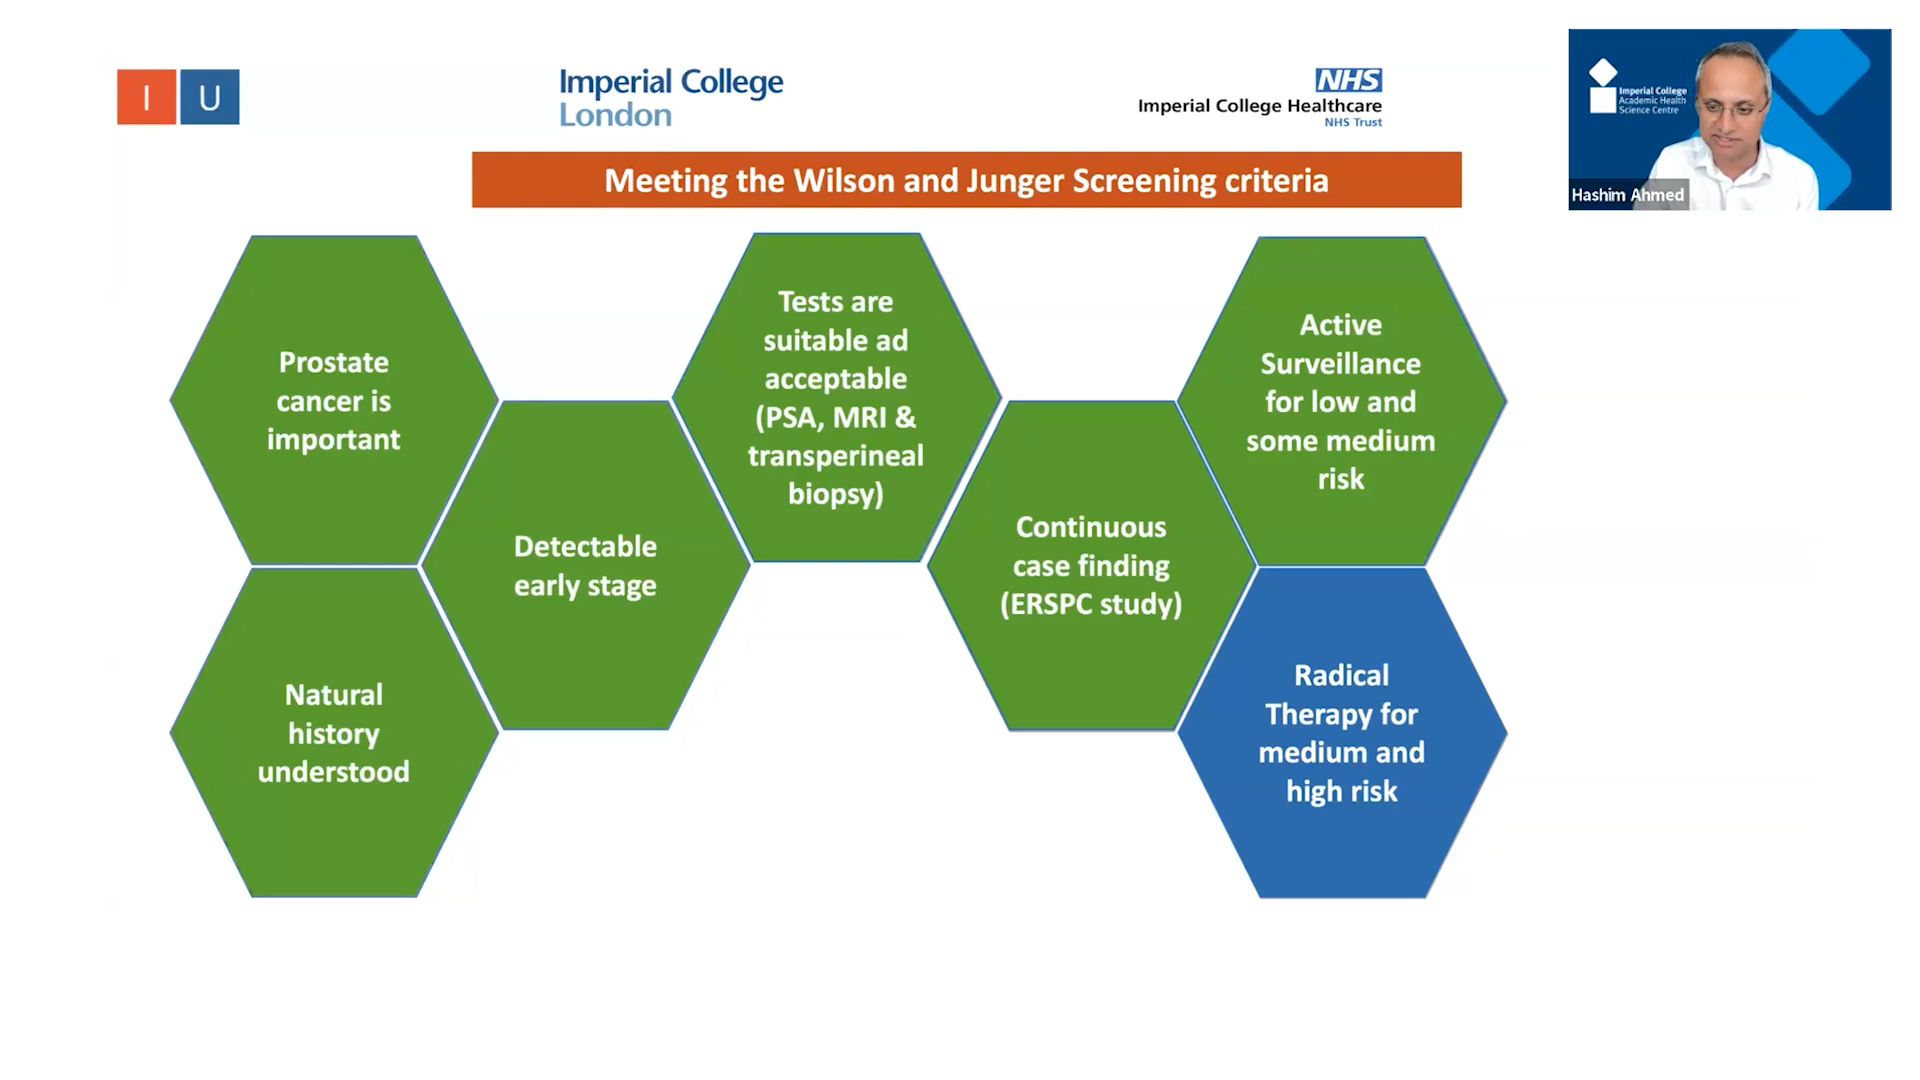 I U
Imperial College
London
NHS
Imperial College Healthcare
NHS Trust
Imperial College
Academic Health
Science Centre
Hashim Ahmed
Meeting the Wilson and Junger Screening criteria
Prostate
cancer is
important
Natural
history
understood
Detectable
early stage
Tests are
suitable ad
acceptable
(PSA, MRI &
transperineal
biopsy)
Continuous
case finding
(ERSPC study)
Active
Surveillance
for low and
some medium
risk
Radical
Therapy for
medium and
high risk